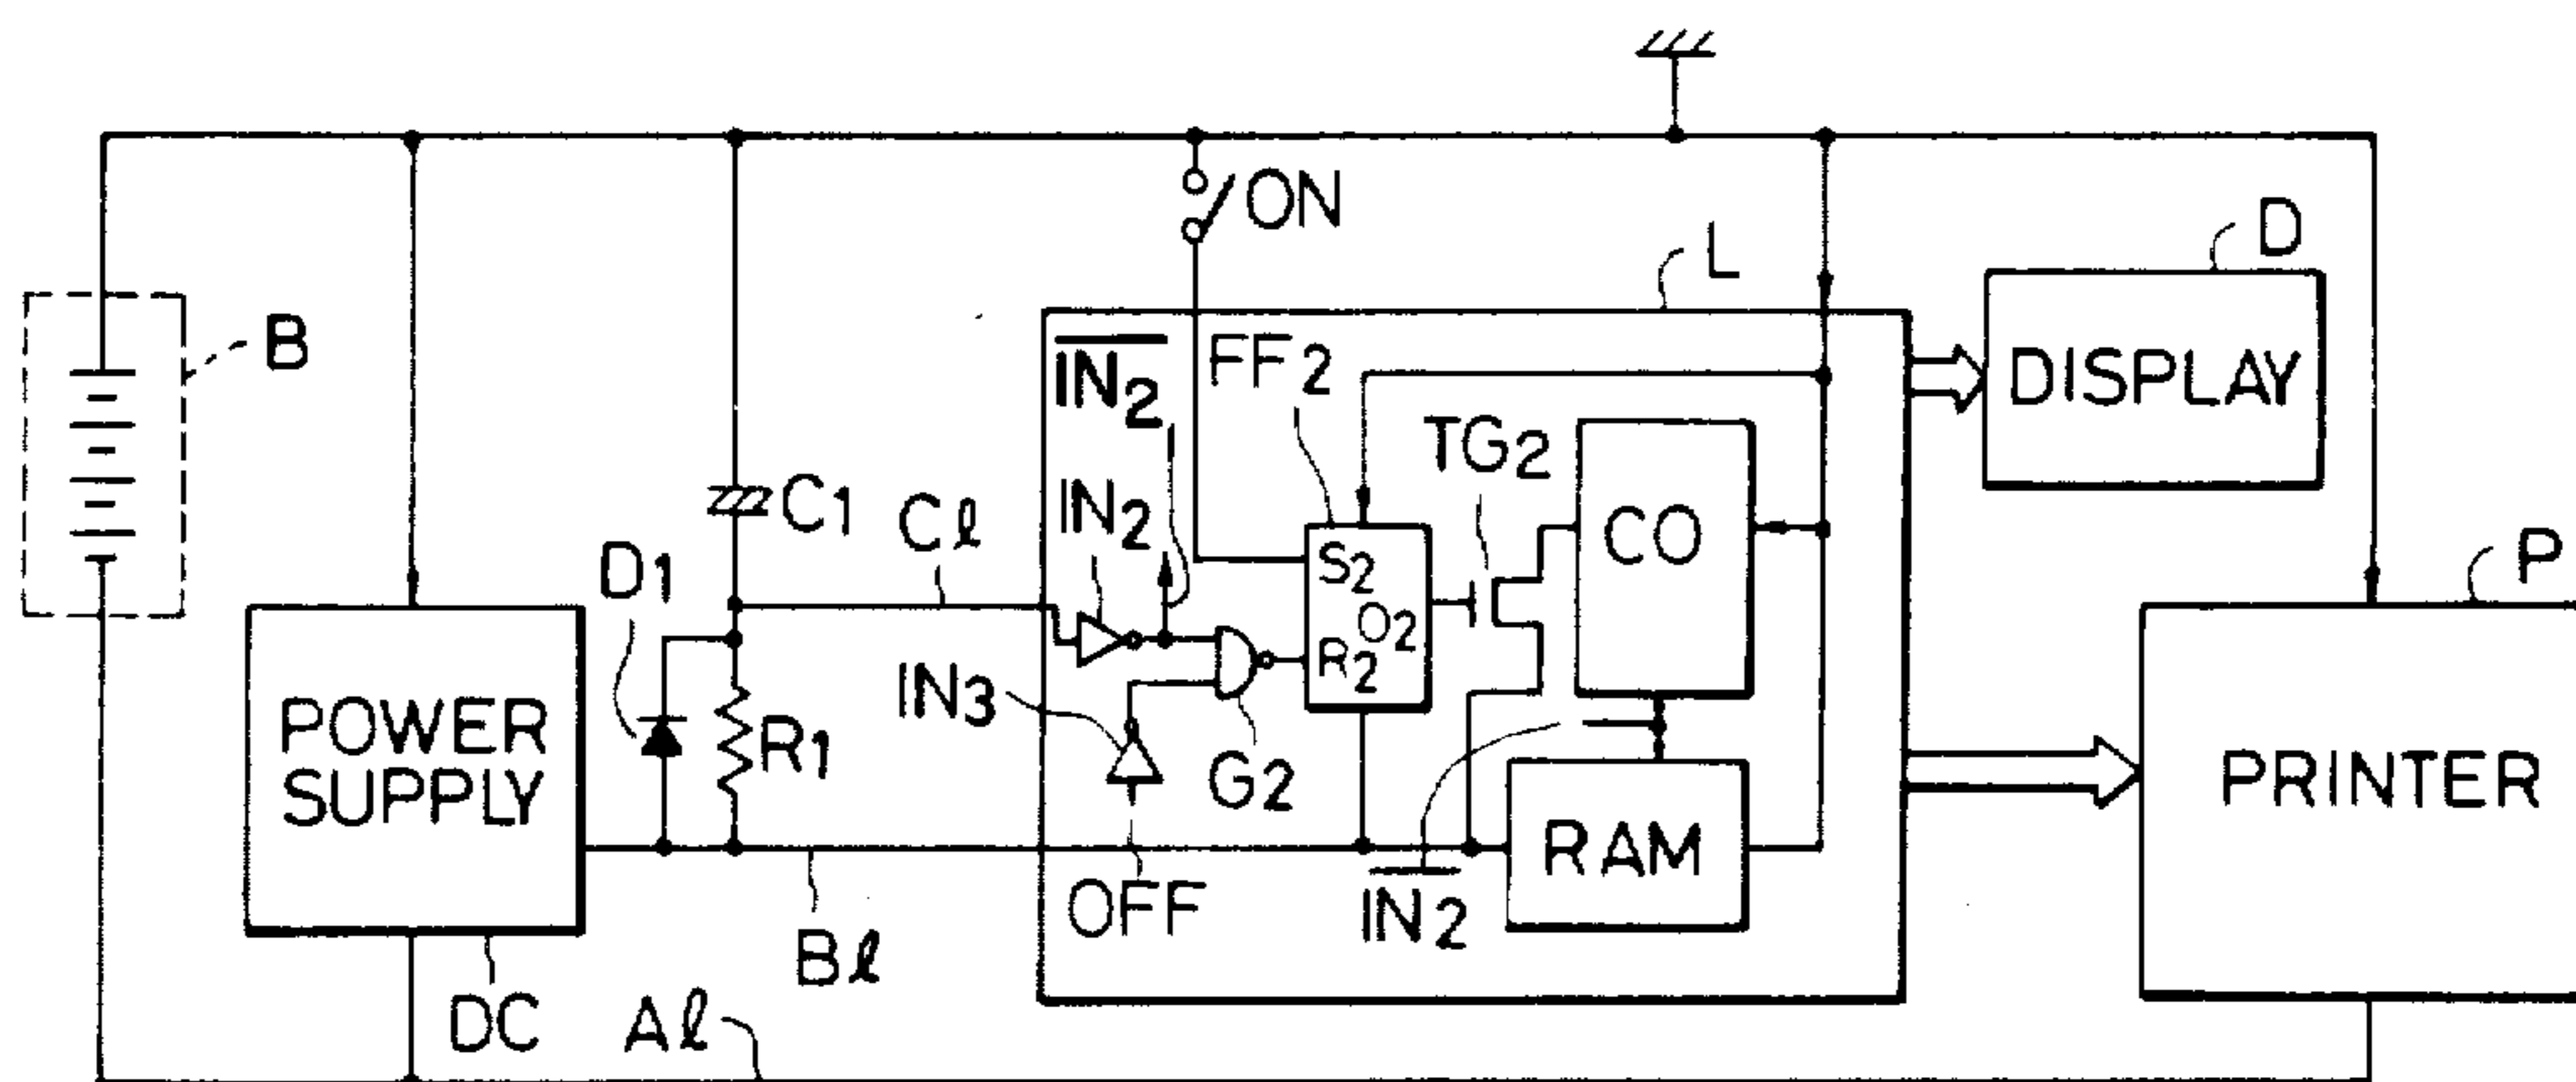 ON
D
L
B
IN2
FF2
DISPLAY
TG2
C1
Cl
IN2
CO
S2
P
D1
O2
R2
IN3
R1
G2
POWER
SUPPLY
PRINTER
RAM
OFF
IN2
Bl
DC
Al